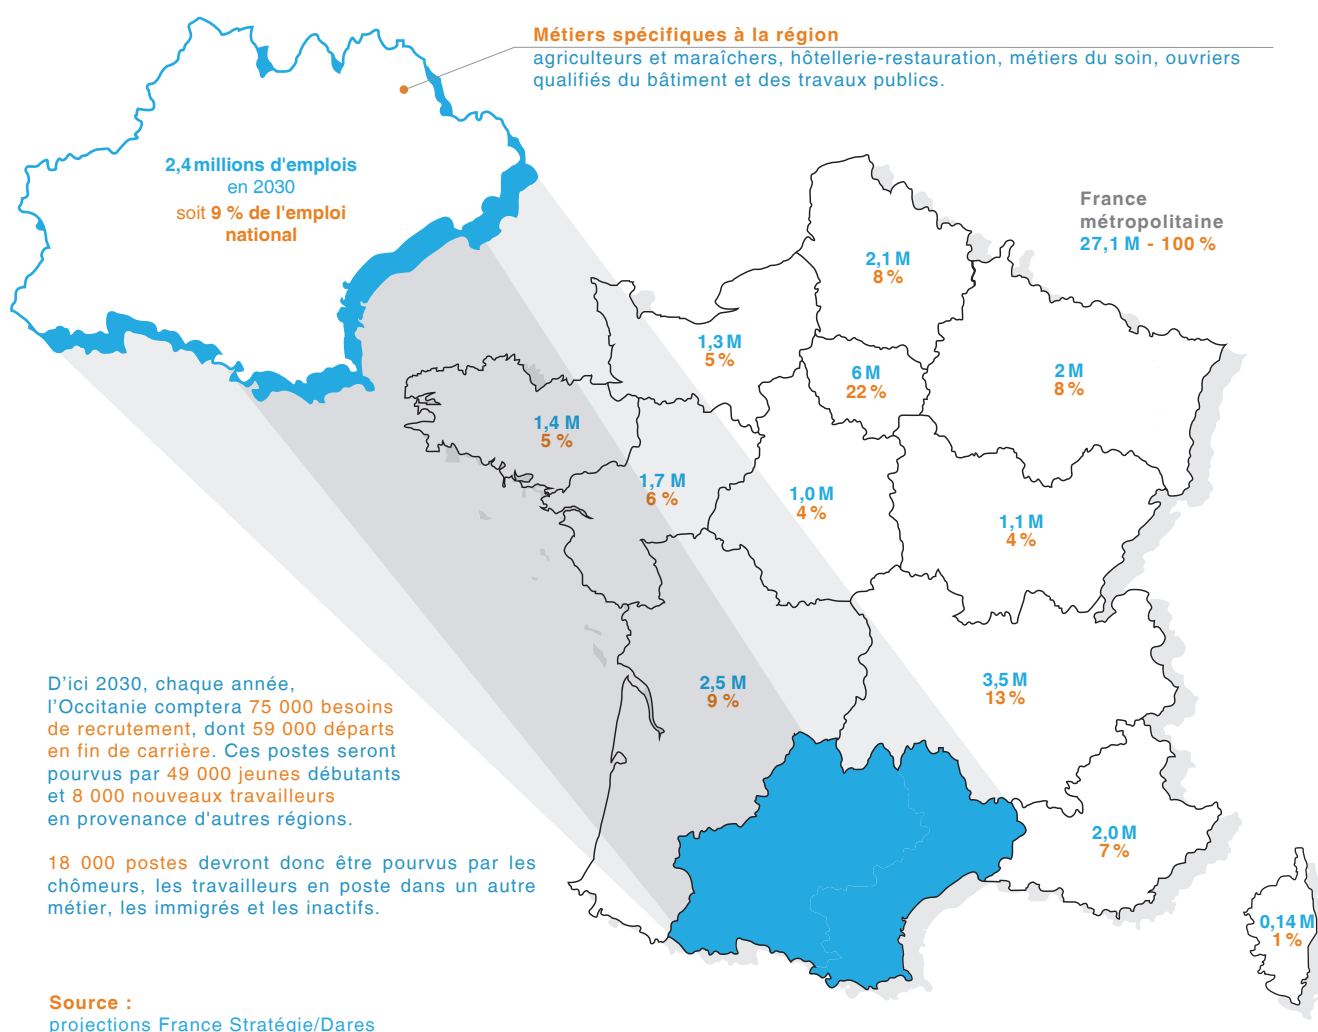 Métiers spécifiques à la région
agriculteurs et maraîchers, hôtellerie-restauration, métiers du soin, ouvriers
qualifiés du bâtiment et des travaux publics.
2,4 millions d'emplois
en 2030
soit 9 % de l'emploi
national
France
métropolitaine
27,1 M - 100 %
2,1 M
8 %
1,3 M
5 %
6 M
22 %
2 M
8 %
1,4 M
5 %
1,7 M
6 %
1,0 M
4 %
1,1 M
4 %
2,5 M
9 %
3,5 M
13 %
2,0 M
7 %
0,14 M
1 %
D’ici 2030, chaque année,
l’Occitanie comptera 75 000 besoins
de recrutement, dont 59 000 départs
en fin de carrière. Ces postes seront
pourvus par 49 000 jeunes débutants
et 8 000 nouveaux travailleurs
en provenance d'autres régions.
18 000 postes devront donc être pourvus par les
chômeurs, les travailleurs en poste dans un autre
métier, les immigrés et les inactifs.
Source :
projections France Stratégie/Dares